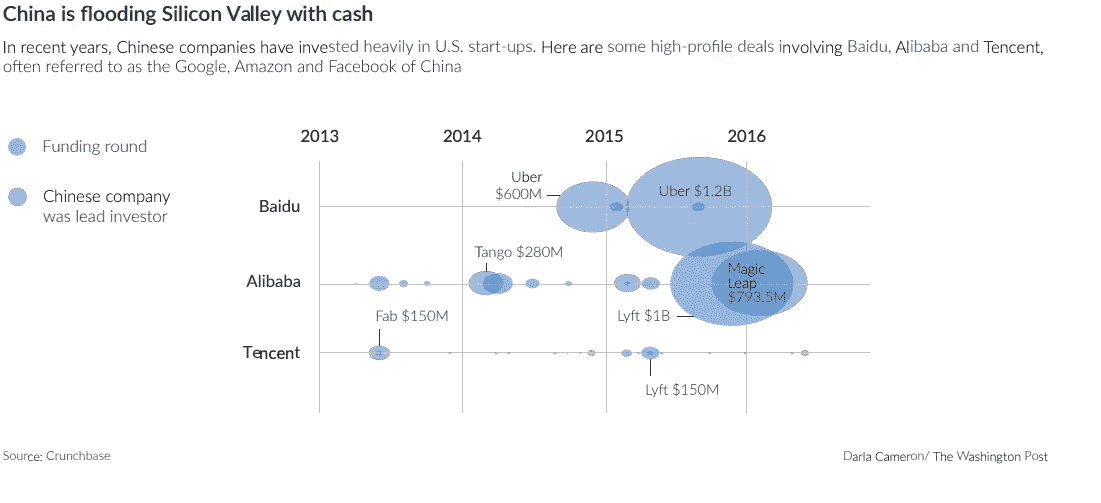 China is flooding Silicon Valley with cash
In recent years, Chinese companies have invested heavily in U.S. start-ups. Here are some high-profile deals involving Baidu, Alibaba and Tencent,
often referred to as the Google, Amazon and Facebook of China
2013 2014 2015 2016
Funding round
Chinese company
was lead investor
Baidu
Uber
$600M
Uber $1.2B
Alibaba
Tango $280M
Magic
Leap
$793.5M
Lyft $1B
Fab $150M
Tencent
Lyft $150M
Source: Crunchbase
Darla Cameron/ The Washington Post